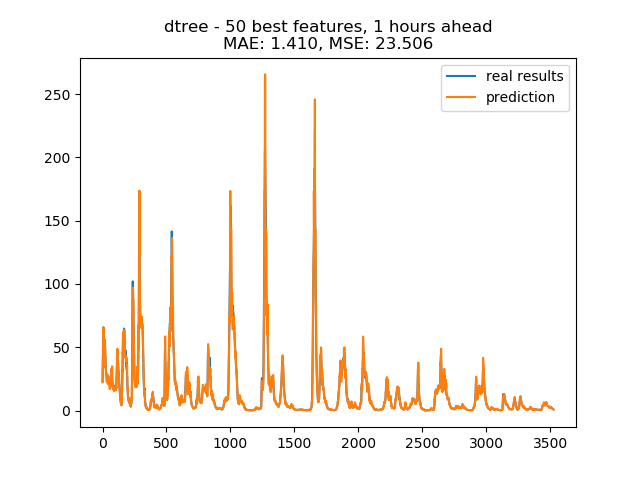 dtree - 50 best features, 1 hours ahead
MAE: 1.410, MSE: 23.506
real results
prediction
250
200
150
100
50
0
0 500 1000 1500 2000 2500 3000 3500